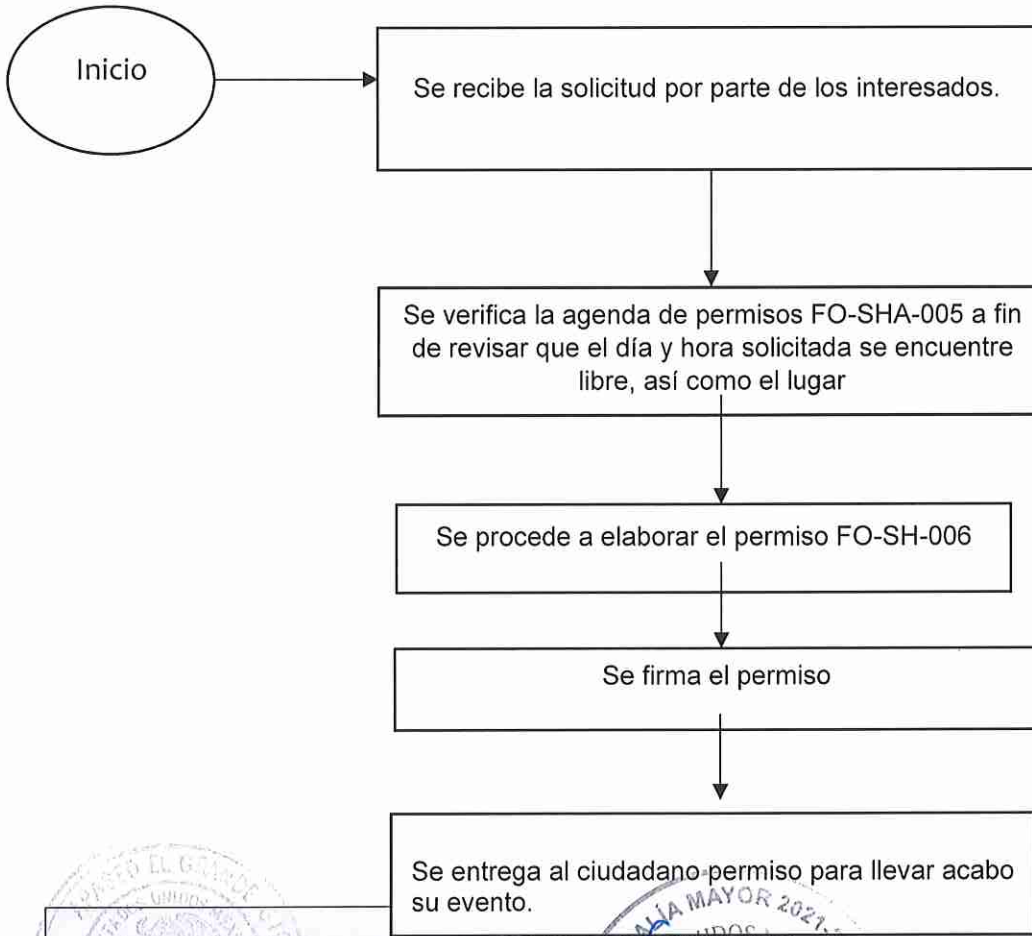 Inicio
Se recibe la solicitud por parte de los interesados.
Se verifica la agenda de permisos FO-SHA-005 a fin
de revisar que el día y hora solicitada se encuentre
libre, así como el lugar
Se procede a elaborar el permiso FO-SH-006
Se firma el permiso
Se entrega al ciudadano permiso para llevar acabo
su evento.
EL GRANDE
UNIDOS
MAYOR 2021-